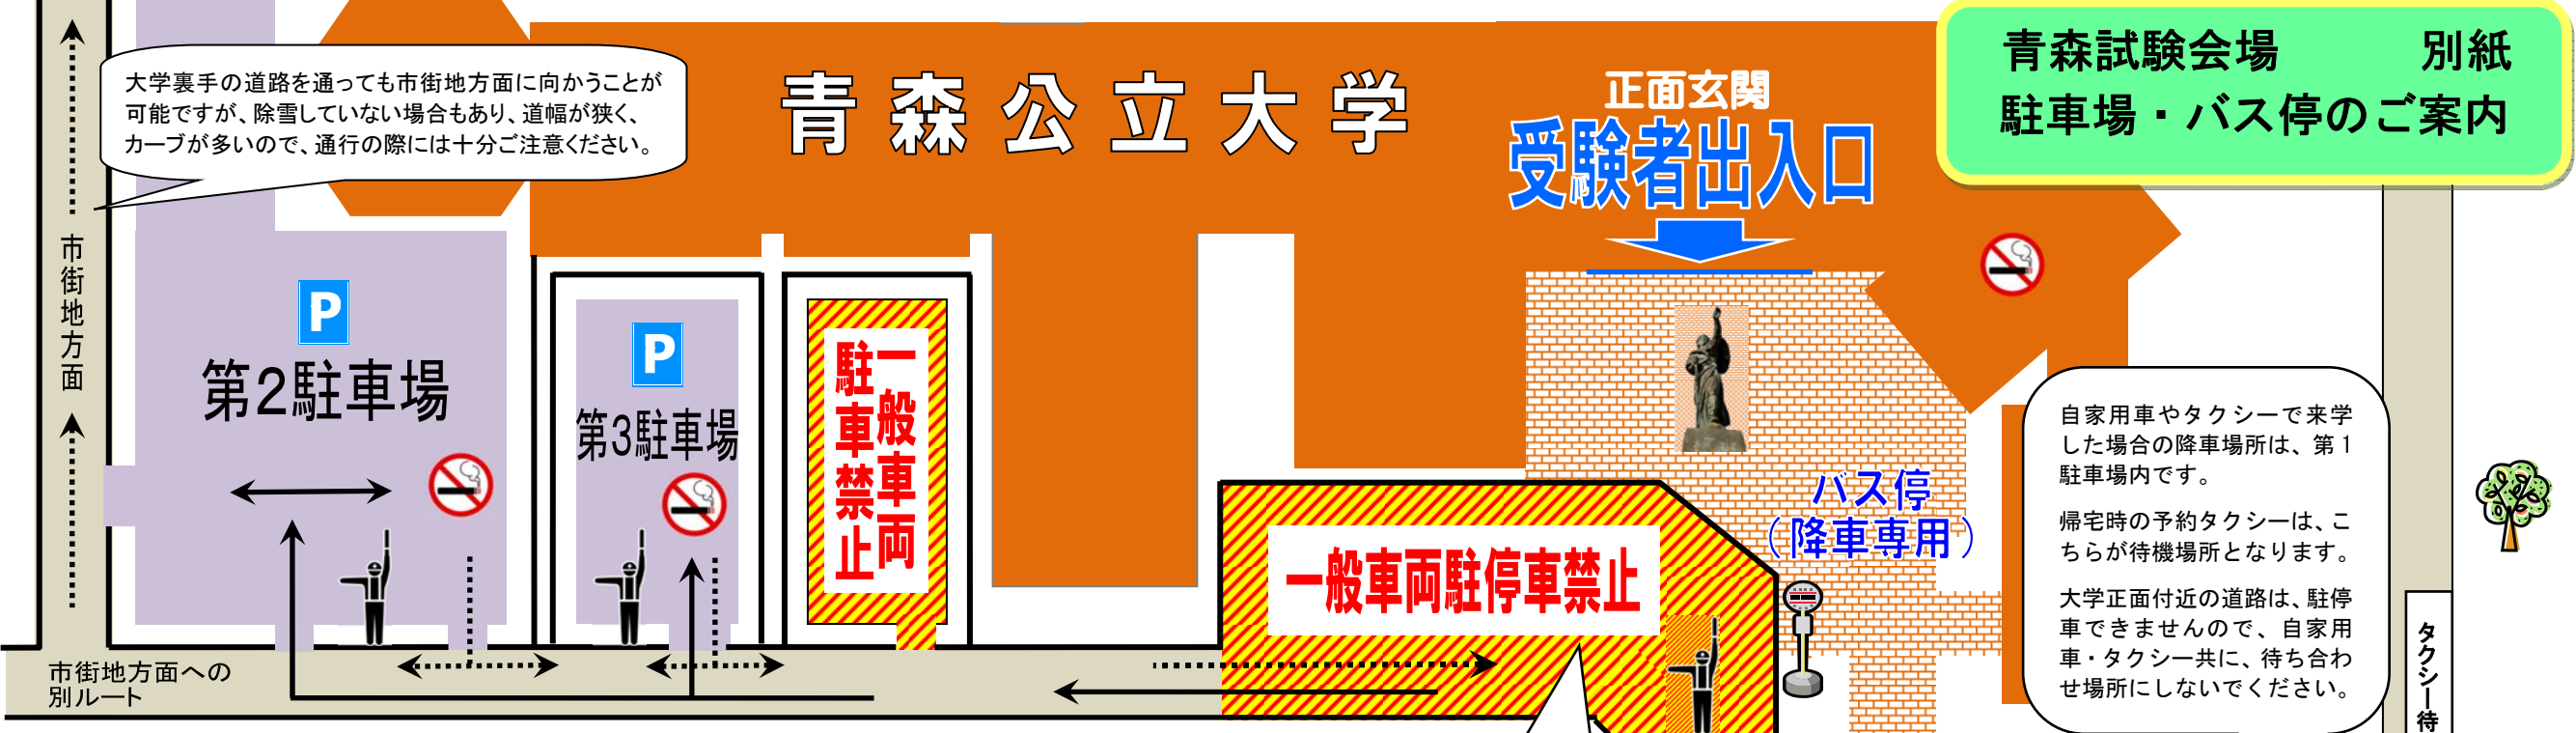 青森試験会場　　　別紙
駐車場・バス停のご案内
大学裏手の道路を通っても市街地方面に向かうことが
可能ですが、除雪していない場合もあり、道幅が狭く、
カーブが多いので、通行の際には十分ご注意ください。
青森公立大学
正面玄関
受験者出入口
市街地方面
P
第2駐車場
P
第3駐車場
一般車両
駐車禁止
一般車両駐停車禁止
バス停
（降車専用）
自家用車やタクシーで来学
した場合の降車場所は、第１
駐車場内です。
帰宅時の予約タクシーは、こ
ちらが待機場所となります。
大学正面付近の道路は、駐停
車できませんので、自家用
車・タクシー共に、待ち合わ
せ場所にしないでください。
タクシー待
市街地方面への
別ルート